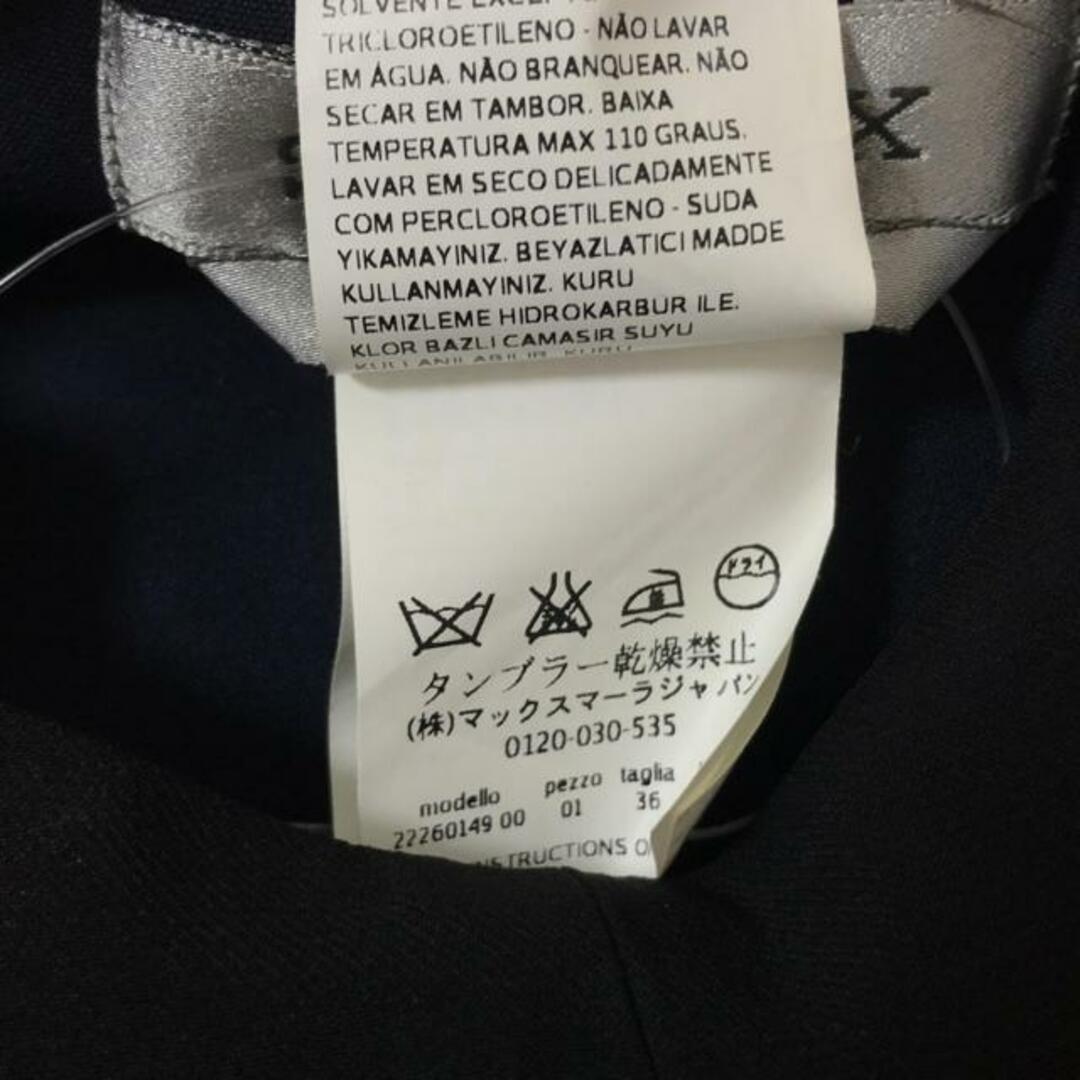 TRICLOROETILENO - NÃO LAVAR
EM ÁGUA. NÃO BRANQUEAR. NÃO
SECAR EM TAMBOR. BAIXA
TEMPERATURA MAX 110 GRAUS.
LAVAR EM SECO DELICADAMENTE
COM PERCLOROETILENO - SUDA
YIKAMAYINIZ. BEYAZLATICI MADDE
KULLANMAYINIZ. KURU
TEMIZLEME HIDROKARBUR ILE.
KLOR BAZLI CAMASIR SUYU
KULLANILABILIR. KURU
X
ドライ
タンブラー乾燥禁止
(株)マックスマーラジャパン
0120-030-535
modello pezzo taglia
22260149 00 01 36